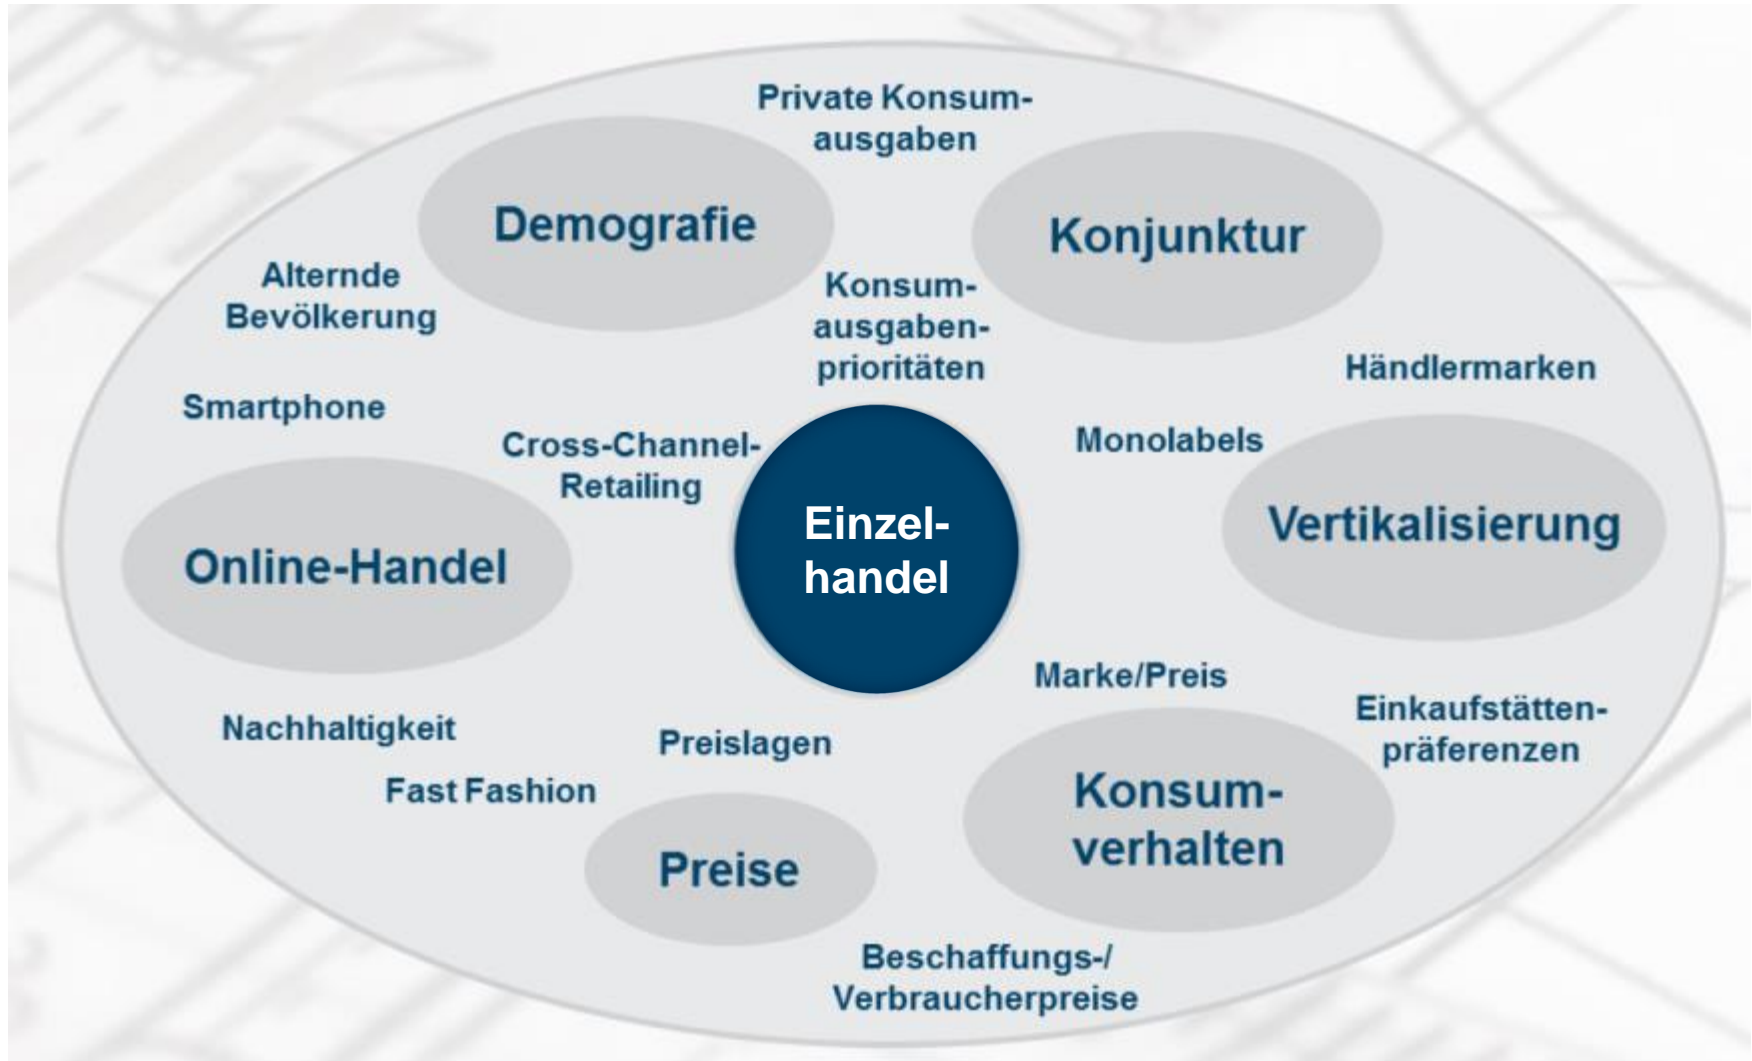 Private Konsum-
ausgaben
Demografie
Konjunktur
Alternde
Bevölkerung
Konsum-
ausgaben-
prioritäten
Händlermarken
Smartphone
Cross-Channel-
Retailing
Monolabels
Einzel-
handel
Vertikalisierung
Online-Handel
Marke/Preis
Einkaufstätten-
präferenzen
Nachhaltigkeit
Preislagen
Fast Fashion
Konsum-
verhalten
Preise
Beschaffungs-/
Verbraucherpreise